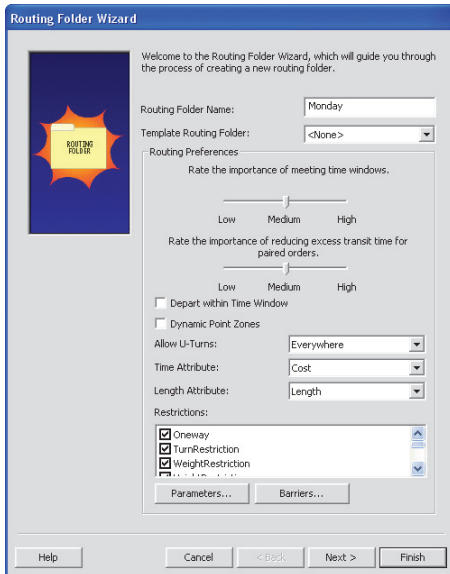 Routing Folder Wizard
Welcome to the Routing Folder Wizard, which will guide you through
the process of creating a new routing folder.
ROUTING
FOLDER
Routing Folder Name:
Monday
Template Routing Folder:
<None>
Routing Preferences
Rate the importance of meeting time windows.
Low Medium High
Rate the importance of reducing excess transit time for
paired orders.
Low Medium High
Depart within Time Window
Dynamic Point Zones
Allow U-Turns:
Everywhere
Time Attribute:
Cost
Length Attribute:
Length
Restrictions:
Oneway
TurnRestriction
WeightRestriction
Parameters...
Barriers...
Help
Cancel
< Back
Next >
Finish